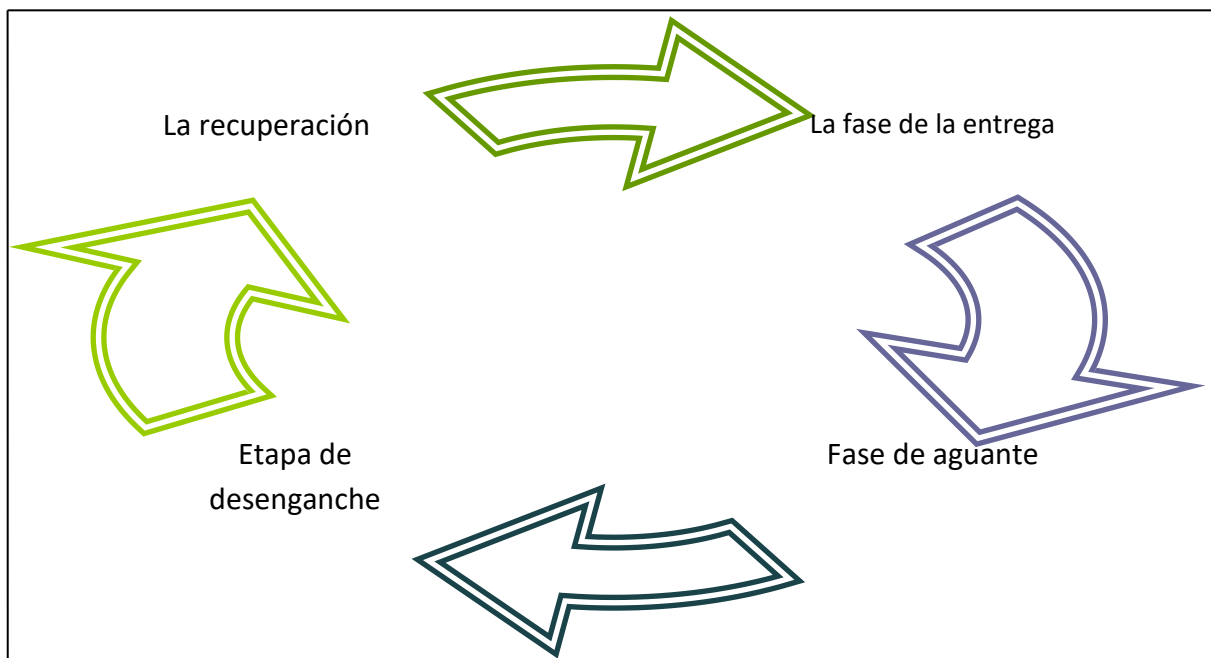 La recuperación
La fase de la entrega
Etapa de
desenganche
Fase de aguante